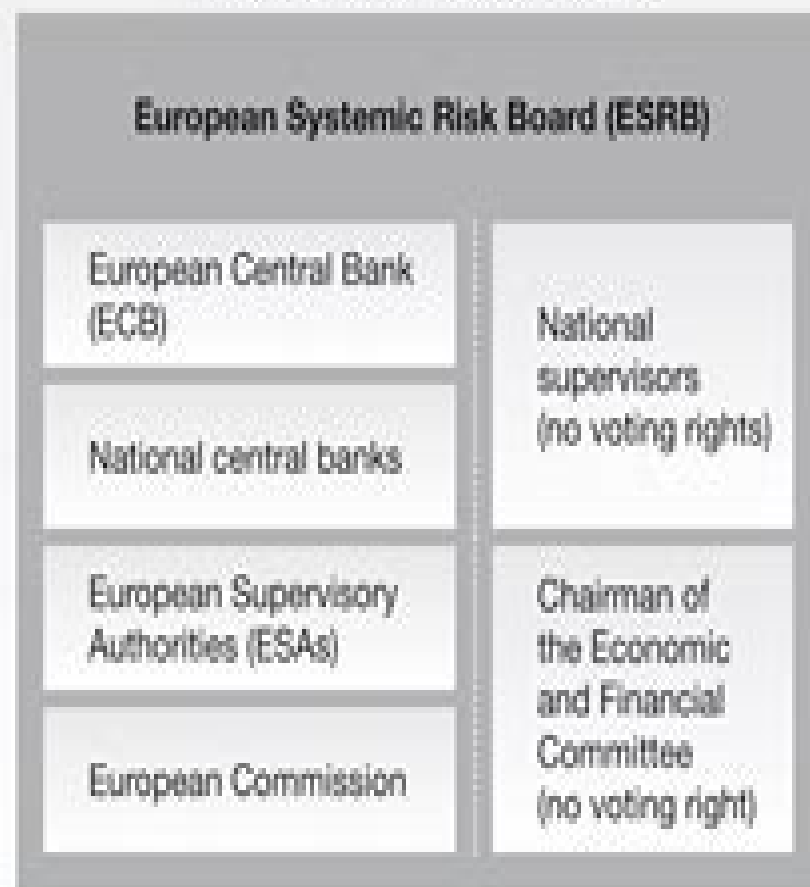 European Systemic Risk Board (ESRB)
European Central Bank
(ECB)
National central banks
European Supervisory
Authorities (ESAs)
European Commission
National
supervisors
(no voting rights)
Chairman of
the Economic
and Financial
Committee
(no voting right)